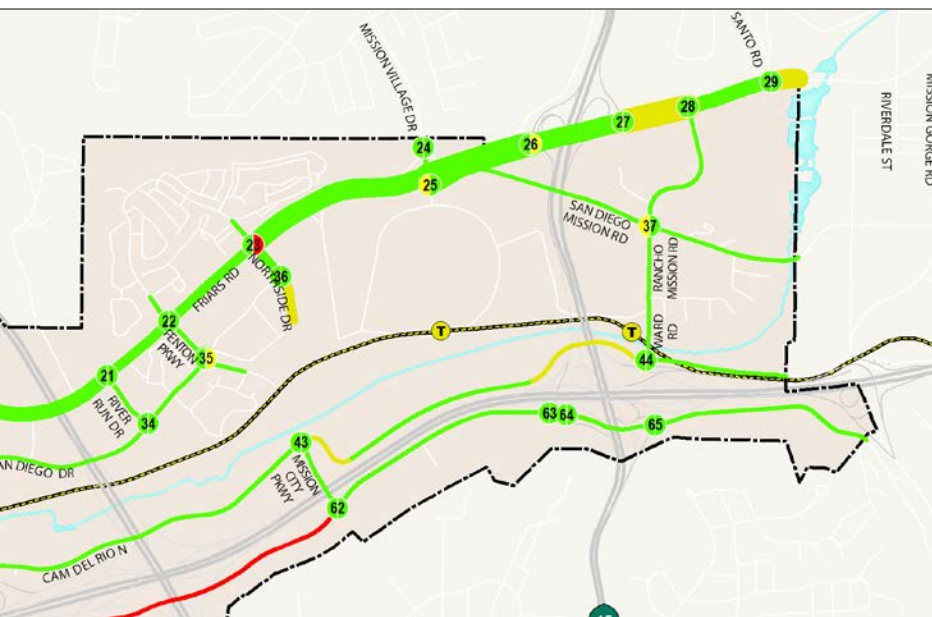 SANTO RD
MISSION VILLAGE DR
29
28
27
RIVERDALE ST
MISSION GORGE RD
24
26
25
SAN DIEGO
MISSION RD
37
23
NORTHSIDE DR
36
RANCHO
MISSION RD
FRIARS RD
22
FENTON
PKWY
35
T
T
WARD
RD
44
21
RIVER
RUN DR
34
63
64
65
43
MISSION
CITY
PKWY
AN DIEGO DR
62
CAM DEL RIO N